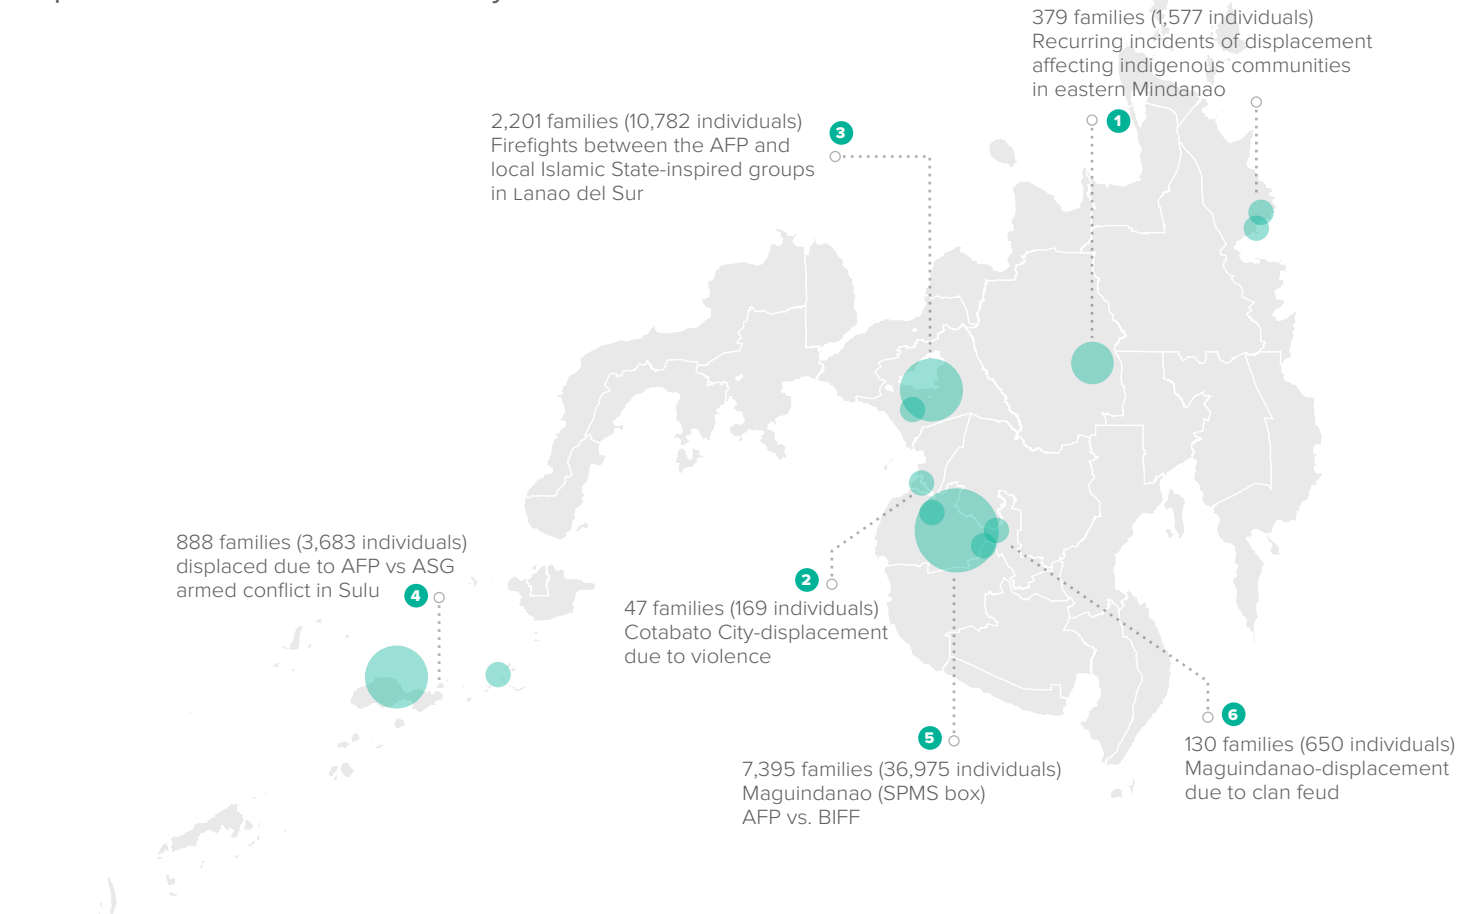 379 families (1,577 individuals)
Recurring incidents of displacement
affecting indigenous communities
in eastern Mindanao
1
2,201 families (10,782 individuals)
Firefights between the AFP and
local Islamic State-inspired groups
in Lanao del Sur
3
888 families (3,683 individuals)
displaced due to AFP vs ASG
armed conflict in Sulu
4
2
47 families (169 individuals)
Cotabato City-displacement
due to violence
5
7,395 families (36,975 individuals)
Maguindanao (SPMS box)
AFP vs. BIFF
6
130 families (650 individuals)
Maguindanao-displacement
due to clan feud